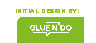 INITIAL DESIGN BY:
GLUE N DO